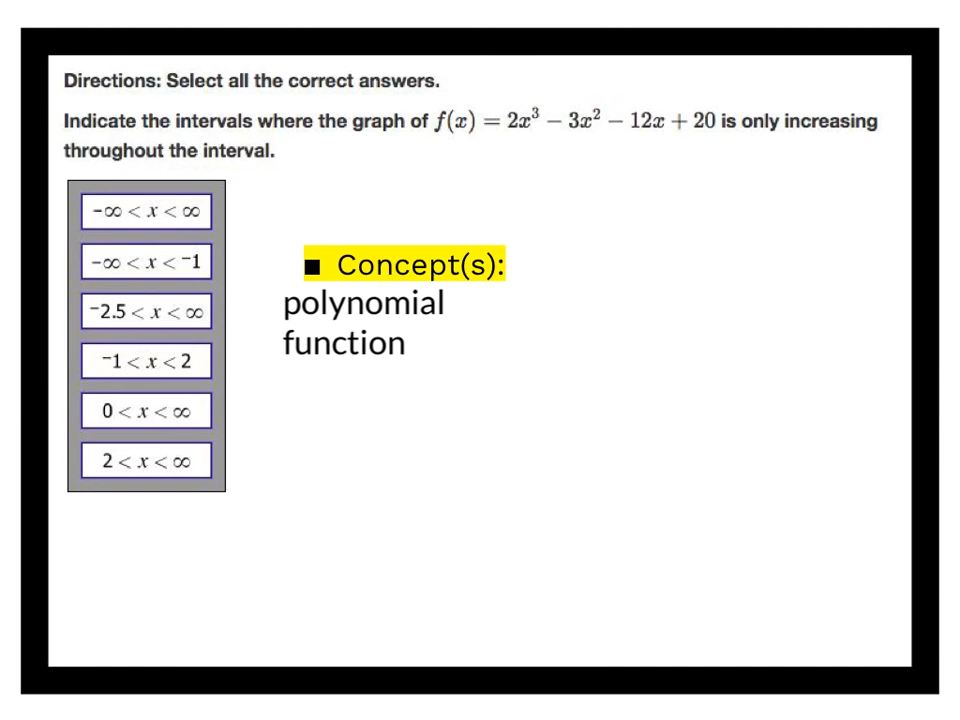 Directions: Select all the correct answers.
Indicate the intervals where the graph of f(x) = 2x³ − 3x² − 12x + 20 is only increasing
throughout the interval.
-∞ < x < ∞
-∞ < x < ⁻1
⁻2.5 < x < ∞
⁻1 < x < 2
0 < x < ∞
2 < x < ∞
▪ Concept(s):
polynomial
function